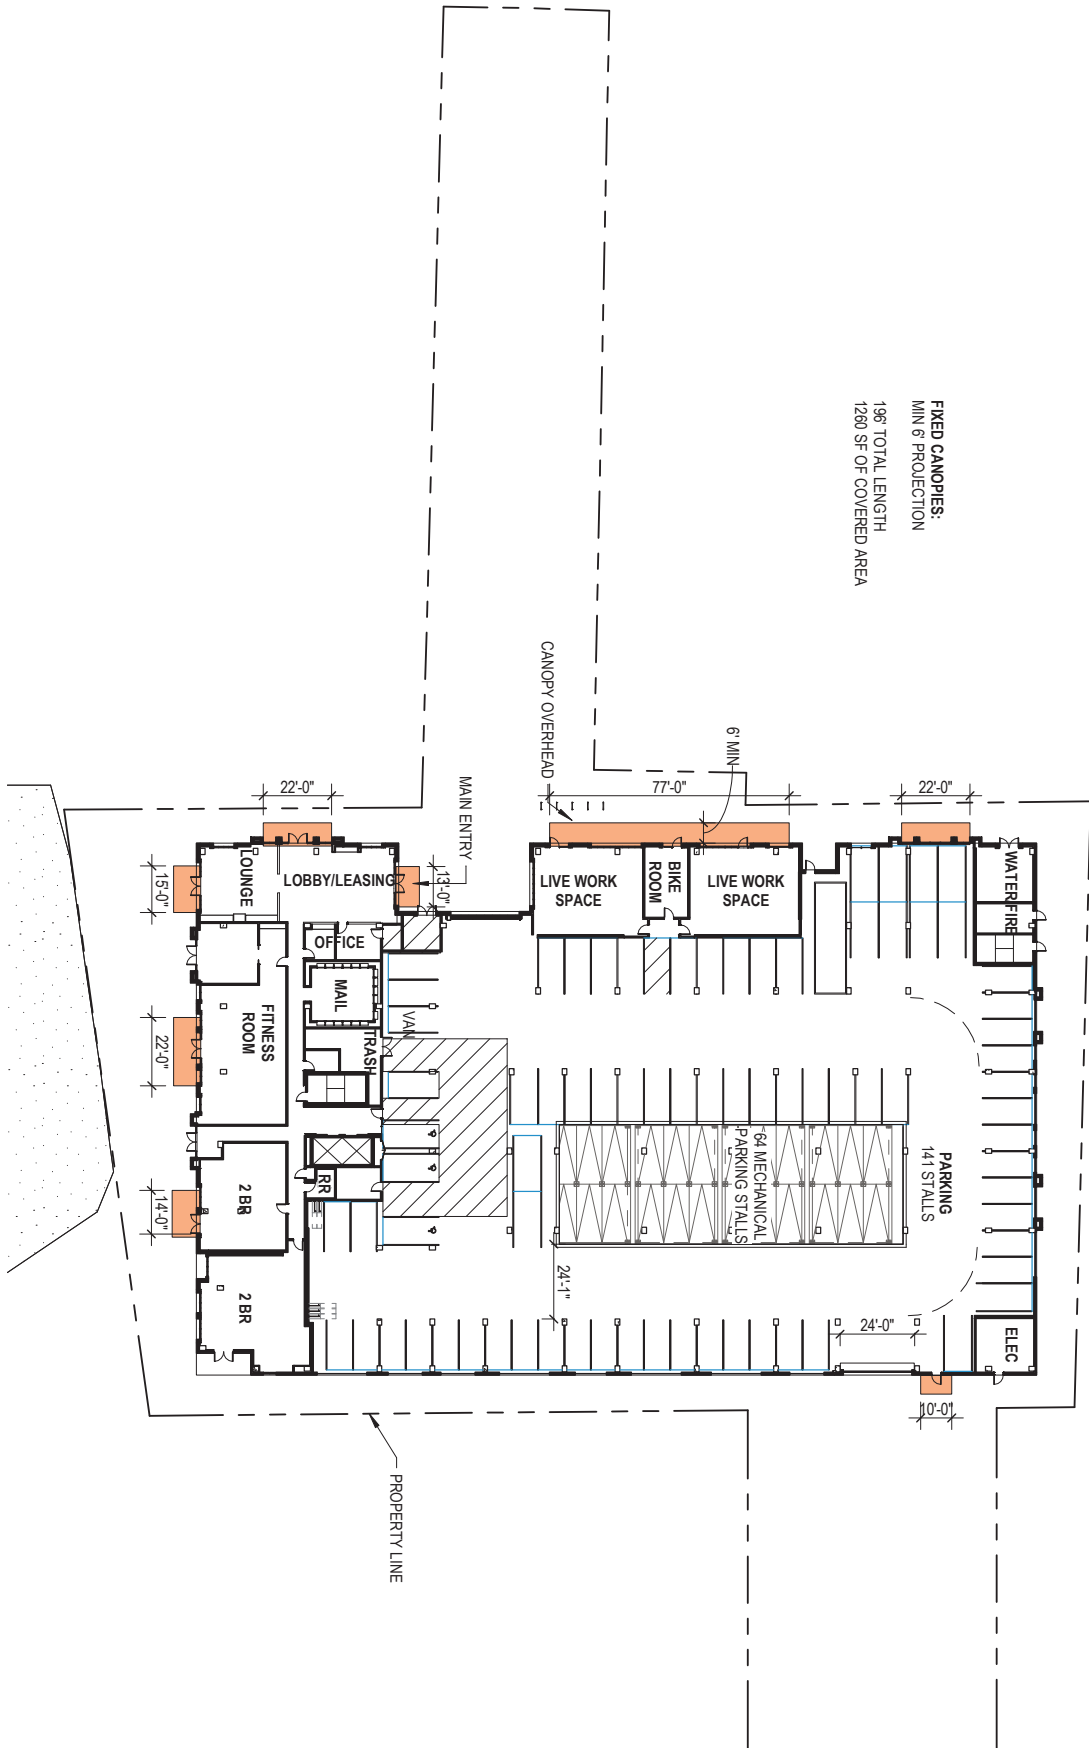 FIXED CANOPIES:
MIN 6' PROJECTION
196' TOTAL LENGTH
1260 SF OF COVERED AREA
CANOPY OVERHEAD
6' MIN
MAIN ENTRY
22'-0"
77'-0"
22'-0"
13'-0"
15'-0"
22'-0"
14'-0"
LOUNGE
LOBBY/LEASING
LIVE WORK
SPACE
BIKE
ROOM
LIVE WORK
SPACE
WATER/FIRE
OFFICE
MAIL
FITNESS
ROOM
TRASH
VAN
RR
2 BR
2 BR
64 MECHANICAL
PARKING STALLS
PARKING
141 STALLS
24'-1"
24'-0"
ELEC
10'-0"
PROPERTY LINE